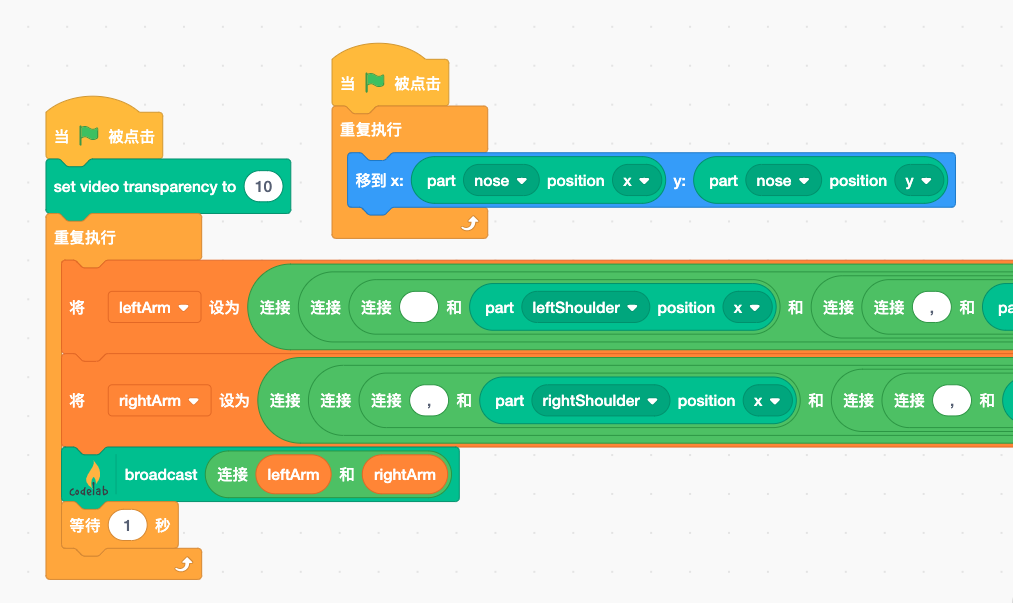 当 被点击
重复执行
移到 x: part nose position x y: part nose position y
当 被点击
set video transparency to 10
重复执行
将 leftArm 设为 连接 连接 连接 和 part leftShoulder position x 和 连接 连接 , 和
将 rightArm 设为 连接 连接 连接 , 和 part rightShoulder position x 和 连接 连接 , 和
codelab broadcast 连接 leftArm 和 rightArm
等待 1 秒